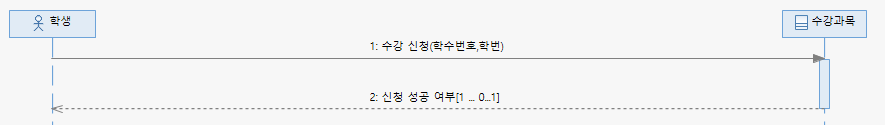 학생
수강과목
1: 수강 신청(학수번호,학번)
2: 신청 성공 여부[1 ... 0...1]